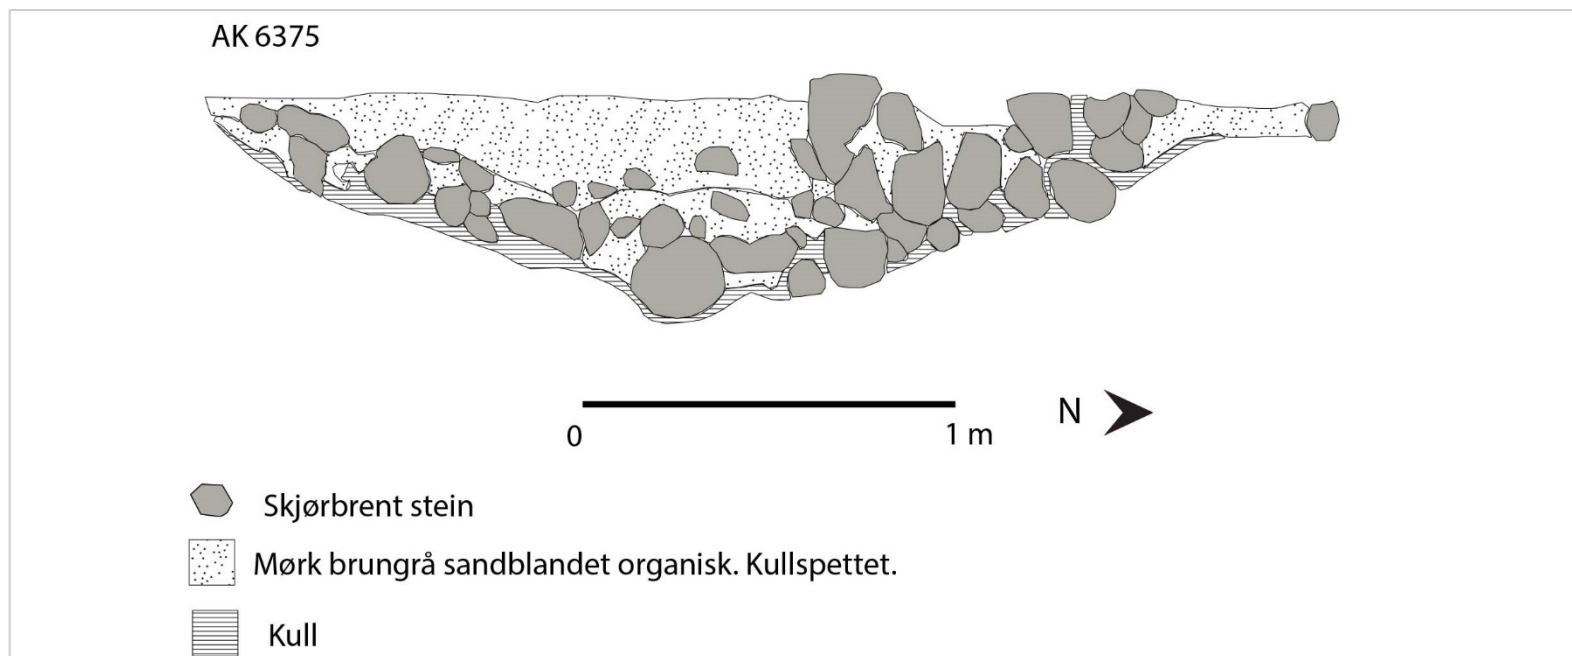 AK 6375
0
1 m
N
Skjørbrent stein
Mørk brungrå sandblandet organisk. Kullspettet.
Kull